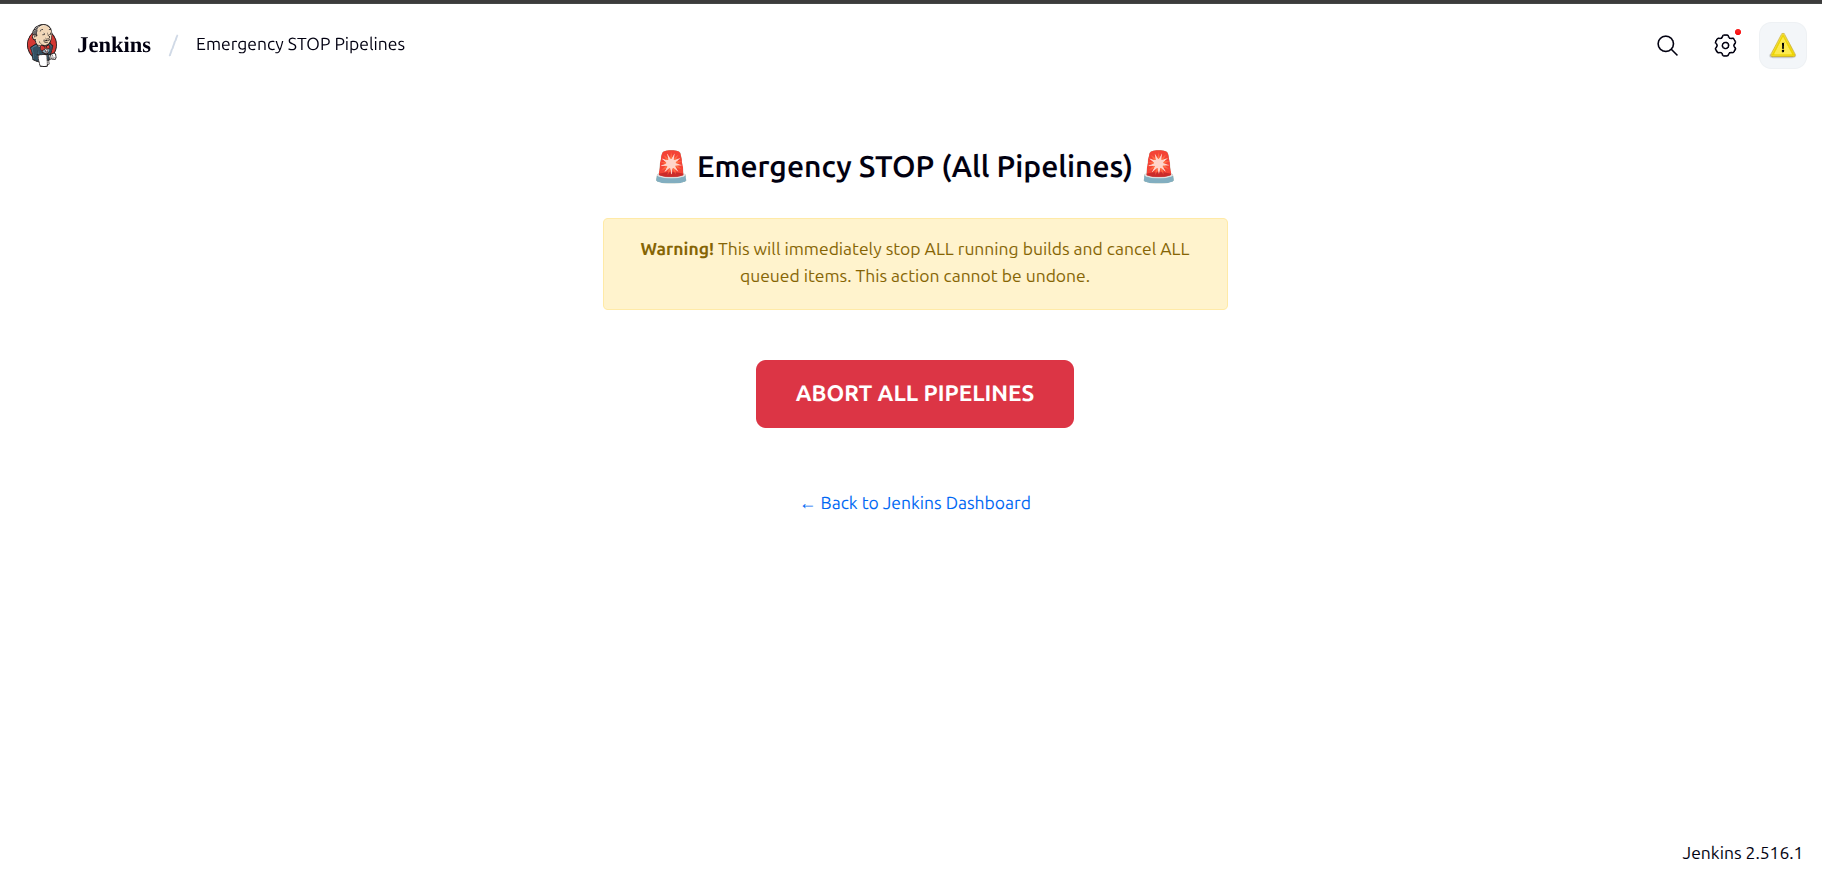 Jenkins / Emergency STOP Pipelines
🚨 Emergency STOP (All Pipelines) 🚨
Warning! This will immediately stop ALL running builds and cancel ALL
queued items. This action cannot be undone.
ABORT ALL PIPELINES
← Back to Jenkins Dashboard
Jenkins 2.516.1